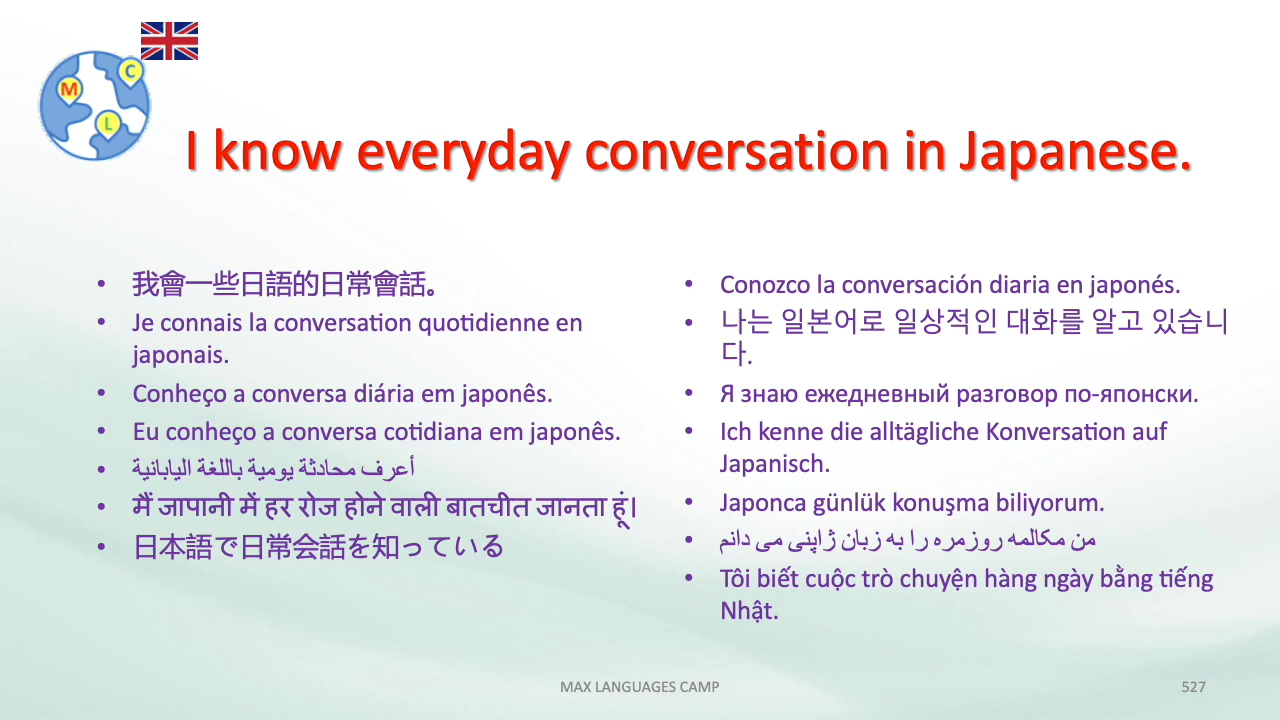 C
M
L
I know everyday conversation in Japanese.
• 我會一些日語的日常會話。
• Je connais la conversation quotidienne en
japonais.
• Conheço a conversa diária em japonês.
• Eu conheço a conversa cotidiana em japonês.
• أعرف محادثة يومية باللغة اليابانية
• मैं जापानी में हर रोज होने वाली बातचीत जानता हूं।
• 日本語で日常会話を知っている
• Conozco la conversación diaria en japonés.
• 나는 일본어로 일상적인 대화를 알고 있습니
다.
• Я знаю ежедневный разговор по-японски.
• Ich kenne die alltägliche Konversation auf
Japanisch.
• Japonca günlük konuşma biliyorum.
• من مکالمه روزمره را به زبان ژاپنی می دانم
• Tôi biết cuộc trò chuyện hàng ngày bằng tiếng
Nhật.
MAX LANGUAGES CAMP
527